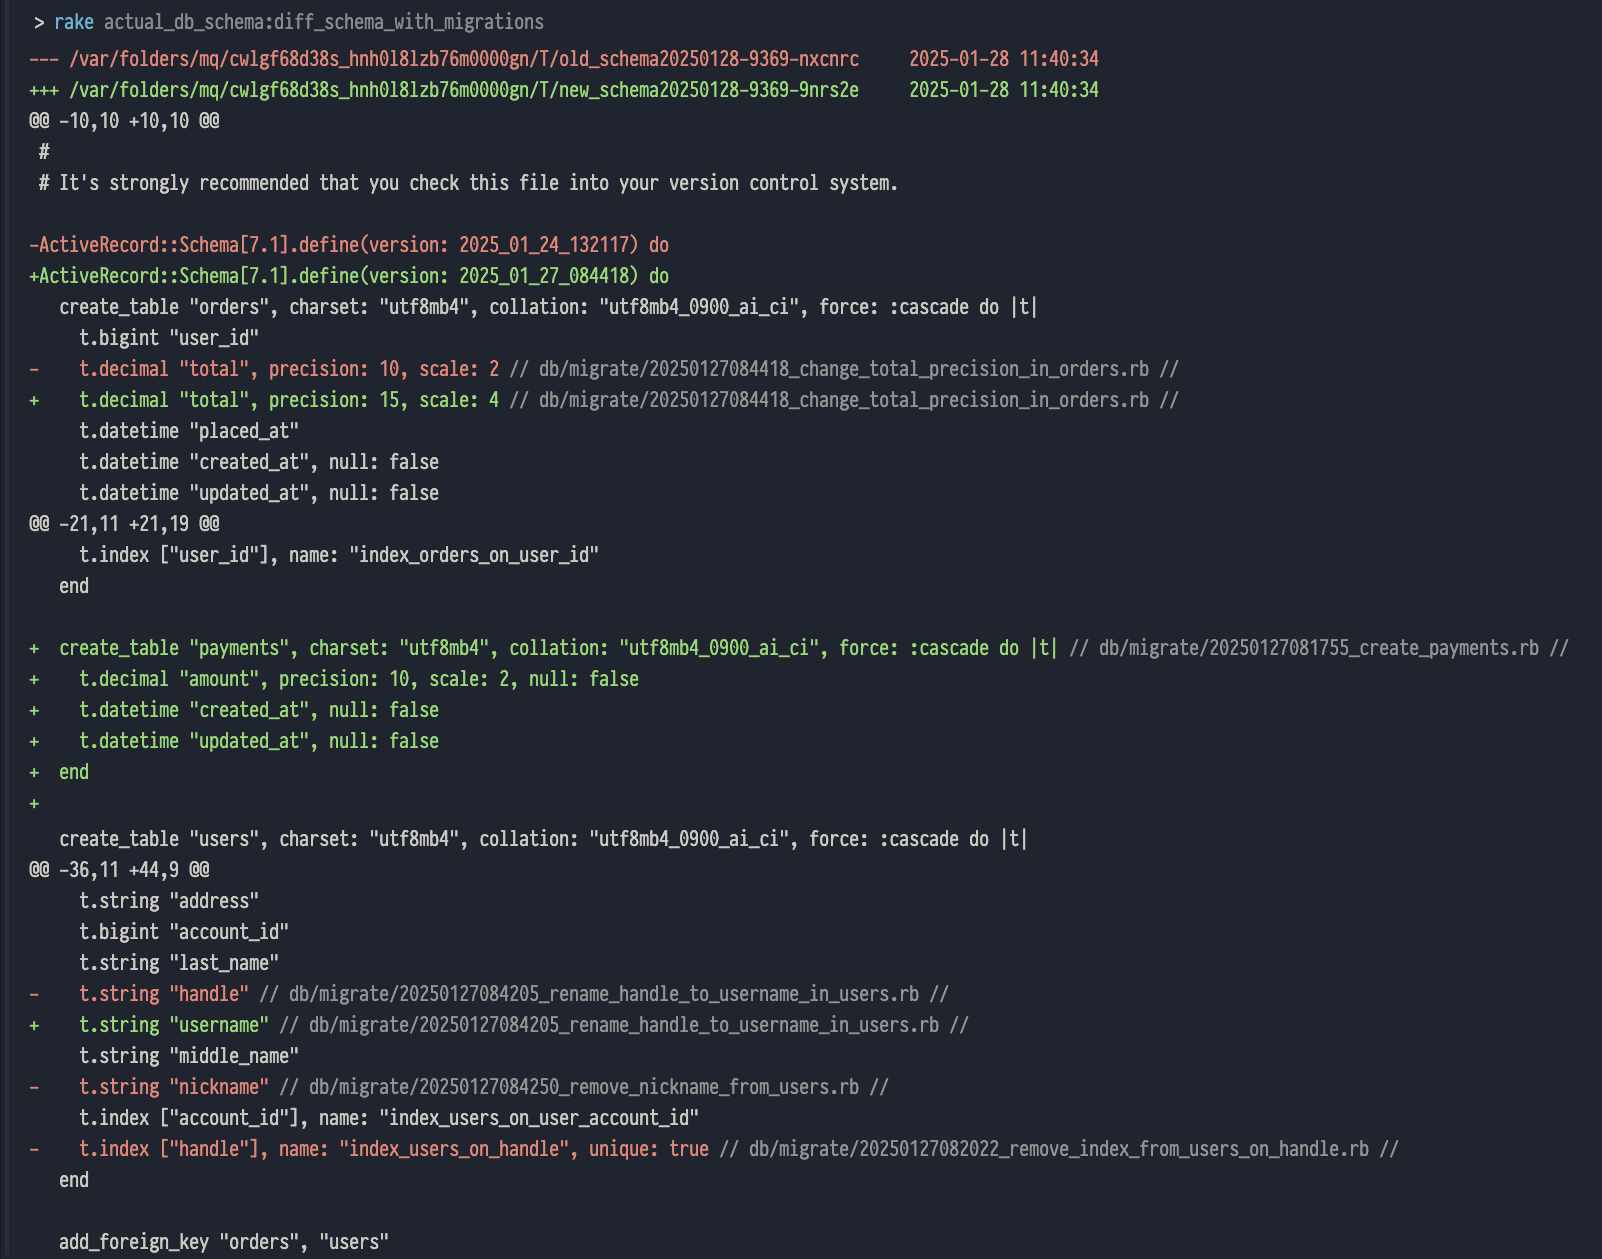 > rake actual_db_schema:diff_schema_with_migrations
--- /var/folders/mq/cwlgf68d38s_hnh0l8lzb76m0000gn/T/old_schema20250128-9369-nxcnrc     2025-01-28 11:40:34
+++ /var/folders/mq/cwlgf68d38s_hnh0l8lzb76m0000gn/T/new_schema20250128-9369-9nrs2e     2025-01-28 11:40:34
@@ -10,10 +10,10 @@
 #
 # It's strongly recommended that you check this file into your version control system.

-ActiveRecord::Schema[7.1].define(version: 2025_01_24_132117) do
+ActiveRecord::Schema[7.1].define(version: 2025_01_27_084418) do
   create_table "orders", charset: "utf8mb4", collation: "utf8mb4_0900_ai_ci", force: :cascade do |t|
     t.bigint "user_id"
-    t.decimal "total", precision: 10, scale: 2 // db/migrate/20250127084418_change_total_precision_in_orders.rb //
+    t.decimal "total", precision: 15, scale: 4 // db/migrate/20250127084418_change_total_precision_in_orders.rb //
     t.datetime "placed_at"
     t.datetime "created_at", null: false
     t.datetime "updated_at", null: false
@@ -21,11 +21,19 @@
     t.index ["user_id"], name: "index_orders_on_user_id"
   end

+  create_table "payments", charset: "utf8mb4", collation: "utf8mb4_0900_ai_ci", force: :cascade do |t| // db/migrate/20250127081755_create_payments.rb //
+    t.decimal "amount", precision: 10, scale: 2, null: false
+    t.datetime "created_at", null: false
+    t.datetime "updated_at", null: false
+  end
+
   create_table "users", charset: "utf8mb4", collation: "utf8mb4_0900_ai_ci", force: :cascade do |t|
@@ -36,11 +44,9 @@
     t.string "address"
     t.bigint "account_id"
     t.string "last_name"
-    t.string "handle" // db/migrate/20250127084205_rename_handle_to_username_in_users.rb //
+    t.string "username" // db/migrate/20250127084205_rename_handle_to_username_in_users.rb //
     t.string "middle_name"
-    t.string "nickname" // db/migrate/20250127084250_remove_nickname_from_users.rb //
     t.index ["account_id"], name: "index_users_on_user_account_id"
-    t.index ["handle"], name: "index_users_on_handle", unique: true // db/migrate/20250127082022_remove_index_from_users_on_handle.rb //
   end

   add_foreign_key "orders", "users"